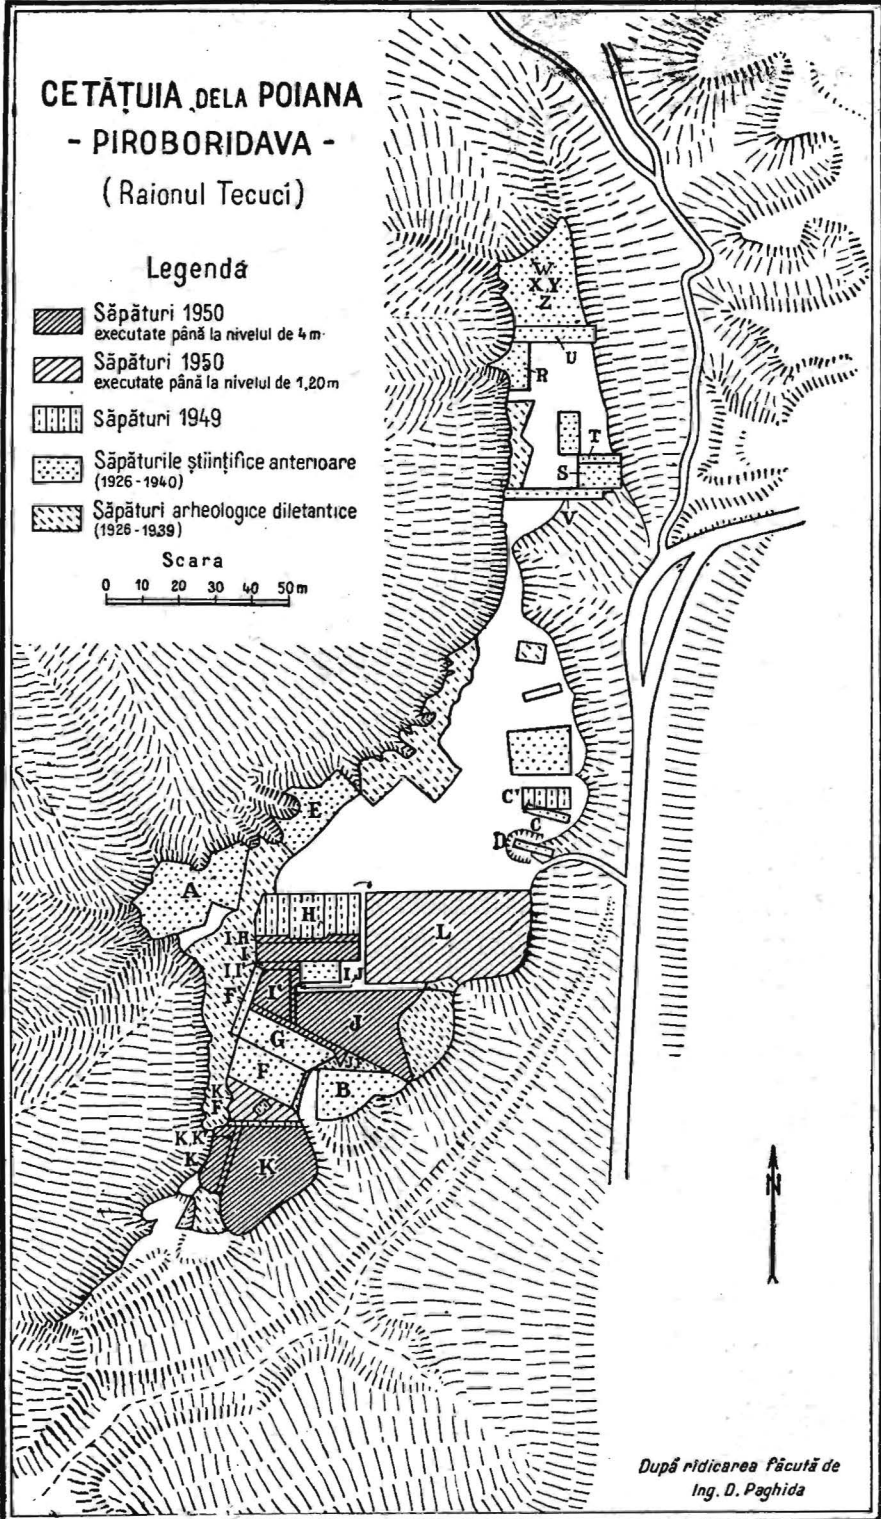 CETĂȚUIA DELA POIANA
- PIROBORIDAVA -
(Raionul Tecuci)
Legendă
Săpături 1950
executate până la nivelul de 4 m
Săpături 1950
executate până la nivelul de 1,20 m
Săpături 1949
Săpăturile științifice anterioare
(1926-1940)
Săpături arheologice diletantice
(1926-1939)
Scara
0 10 20 30 40 50 m
W
X Y
Z
U
R
T
S
V
C'
C
D
E
A
H
L
I
I J
I'
J
G
F
B
K
F
K
K
N
După ridicarea făcută de
Ing. D. Paghida